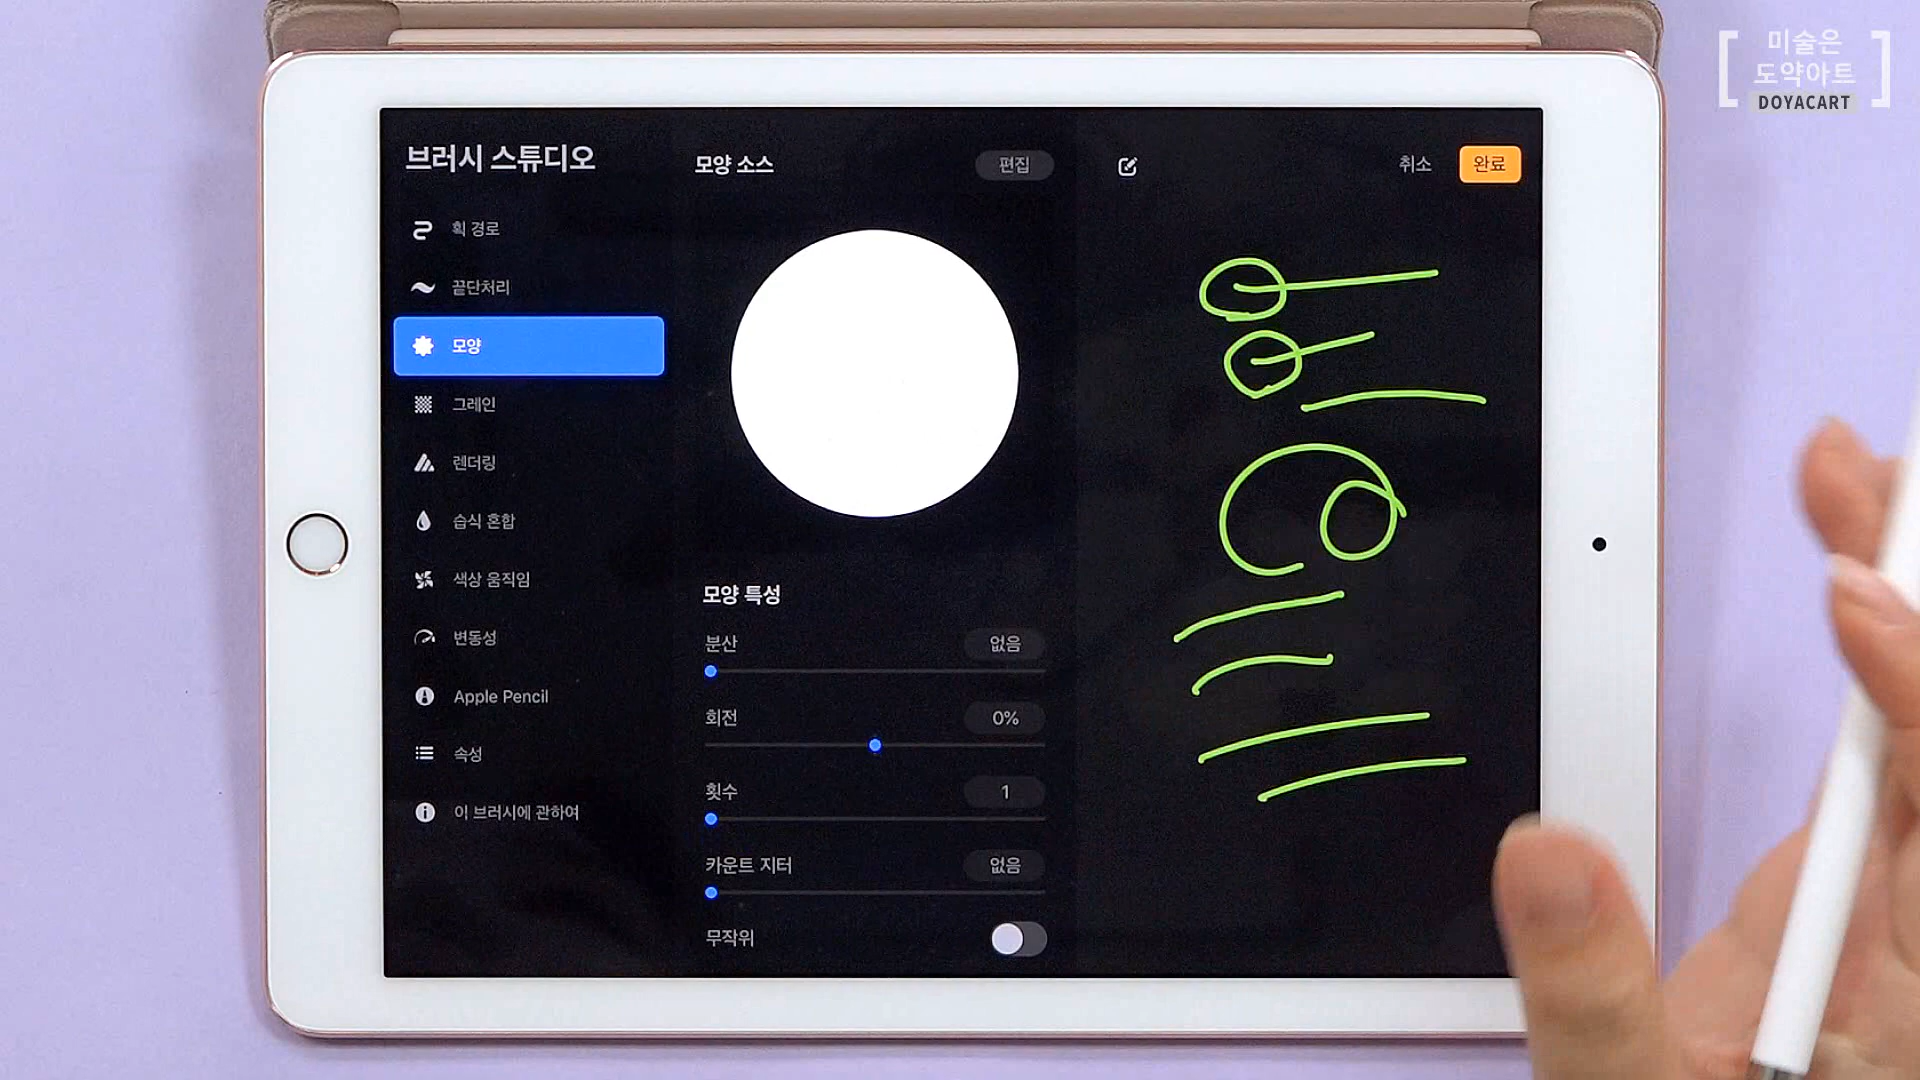 미술은
도약아트
DOYACART
브러시 스튜디오
획 경로
끝단처리
모양
그레인
렌더링
습식 혼합
색상 움직임
변동성
Apple Pencil
속성
이 브러시에 관하여
모양 소스
편집
모양 특성
분산
없음
회전
0%
횟수
1
카운트 지터
없음
무작위
취소
완료